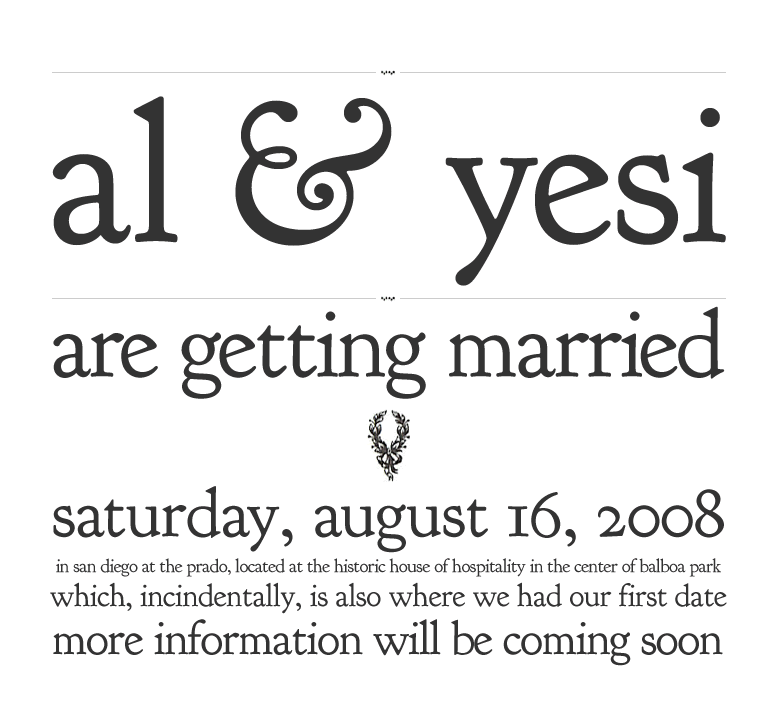 al & yesi
are getting married
saturday, august 16, 2008
in san diego at the prado, located at the historic house of hospitality in the center of balboa park
which, incindentally, is also where we had our first date
more information will be coming soon